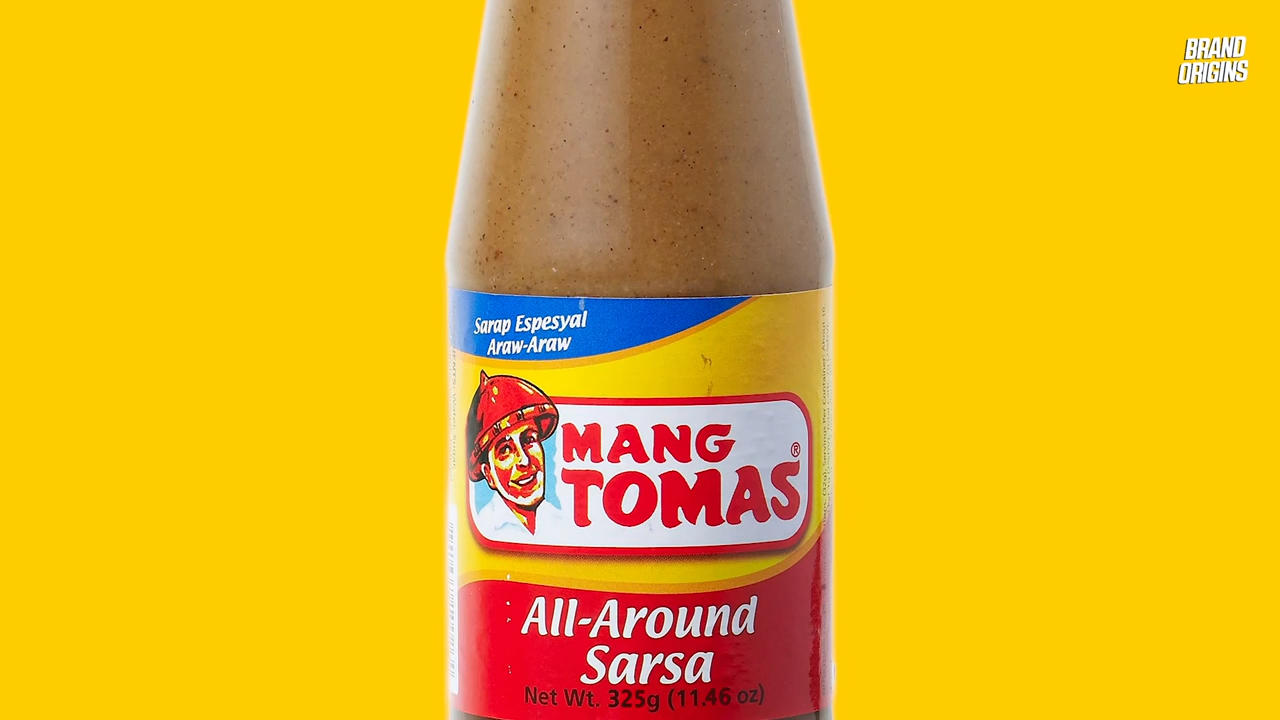 BRAND
ORIGINS
Sarap Espesyal
Araw-Araw
MANG
TOMAS®
All-Around
Sarsa
Net Wt. 325g (11.46 oz)